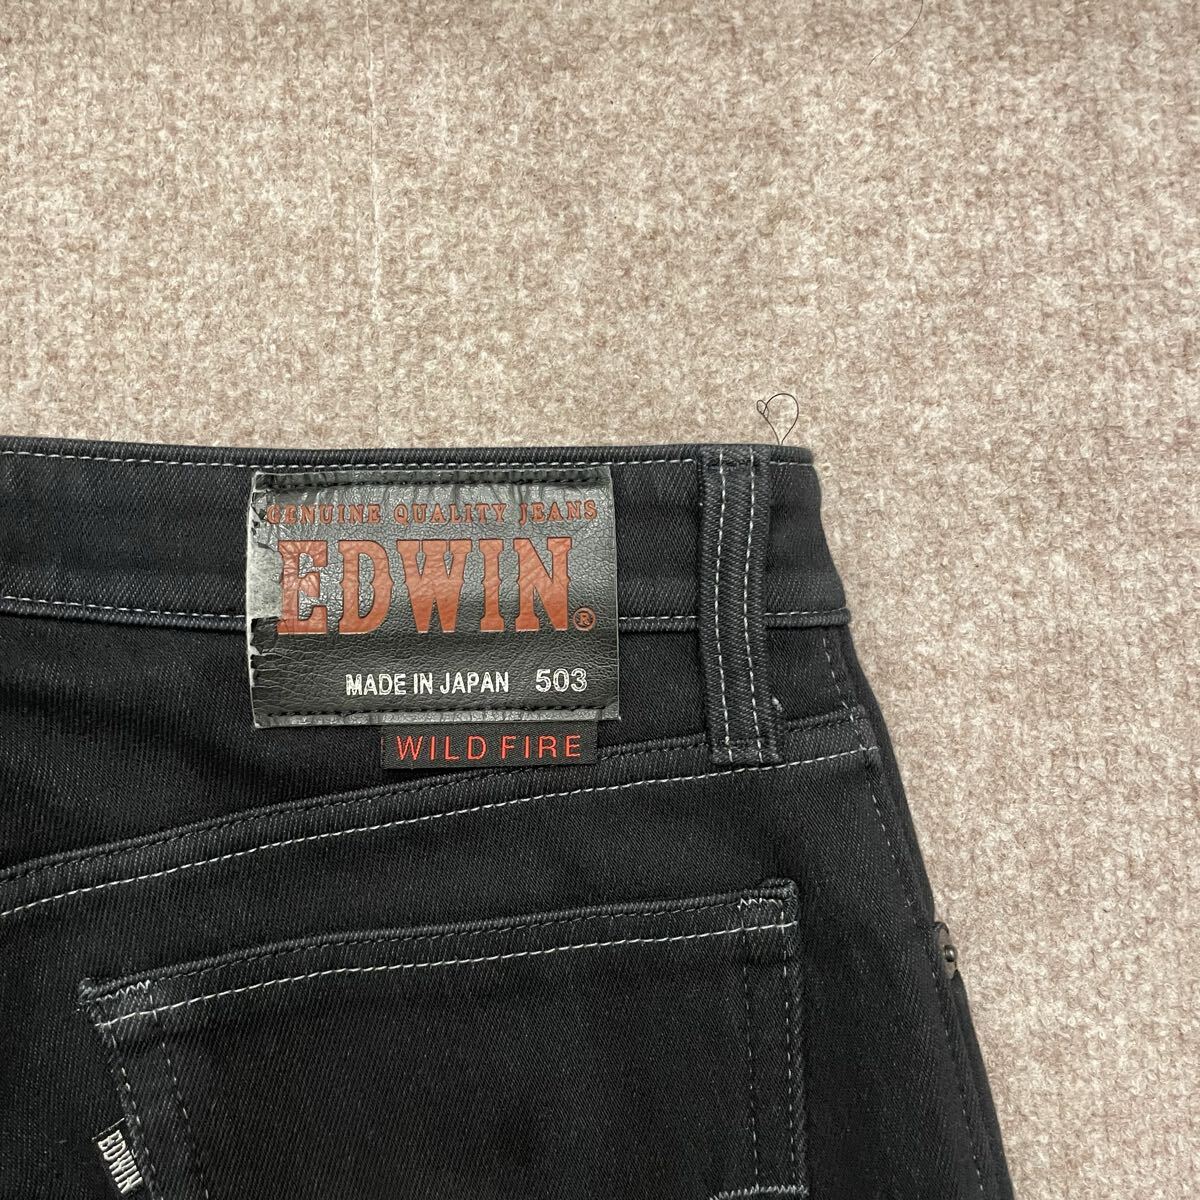 GENUINE QUALITY JEANS
EDWIN®
MADE IN JAPAN 503
WILD FIRE
EDWIN